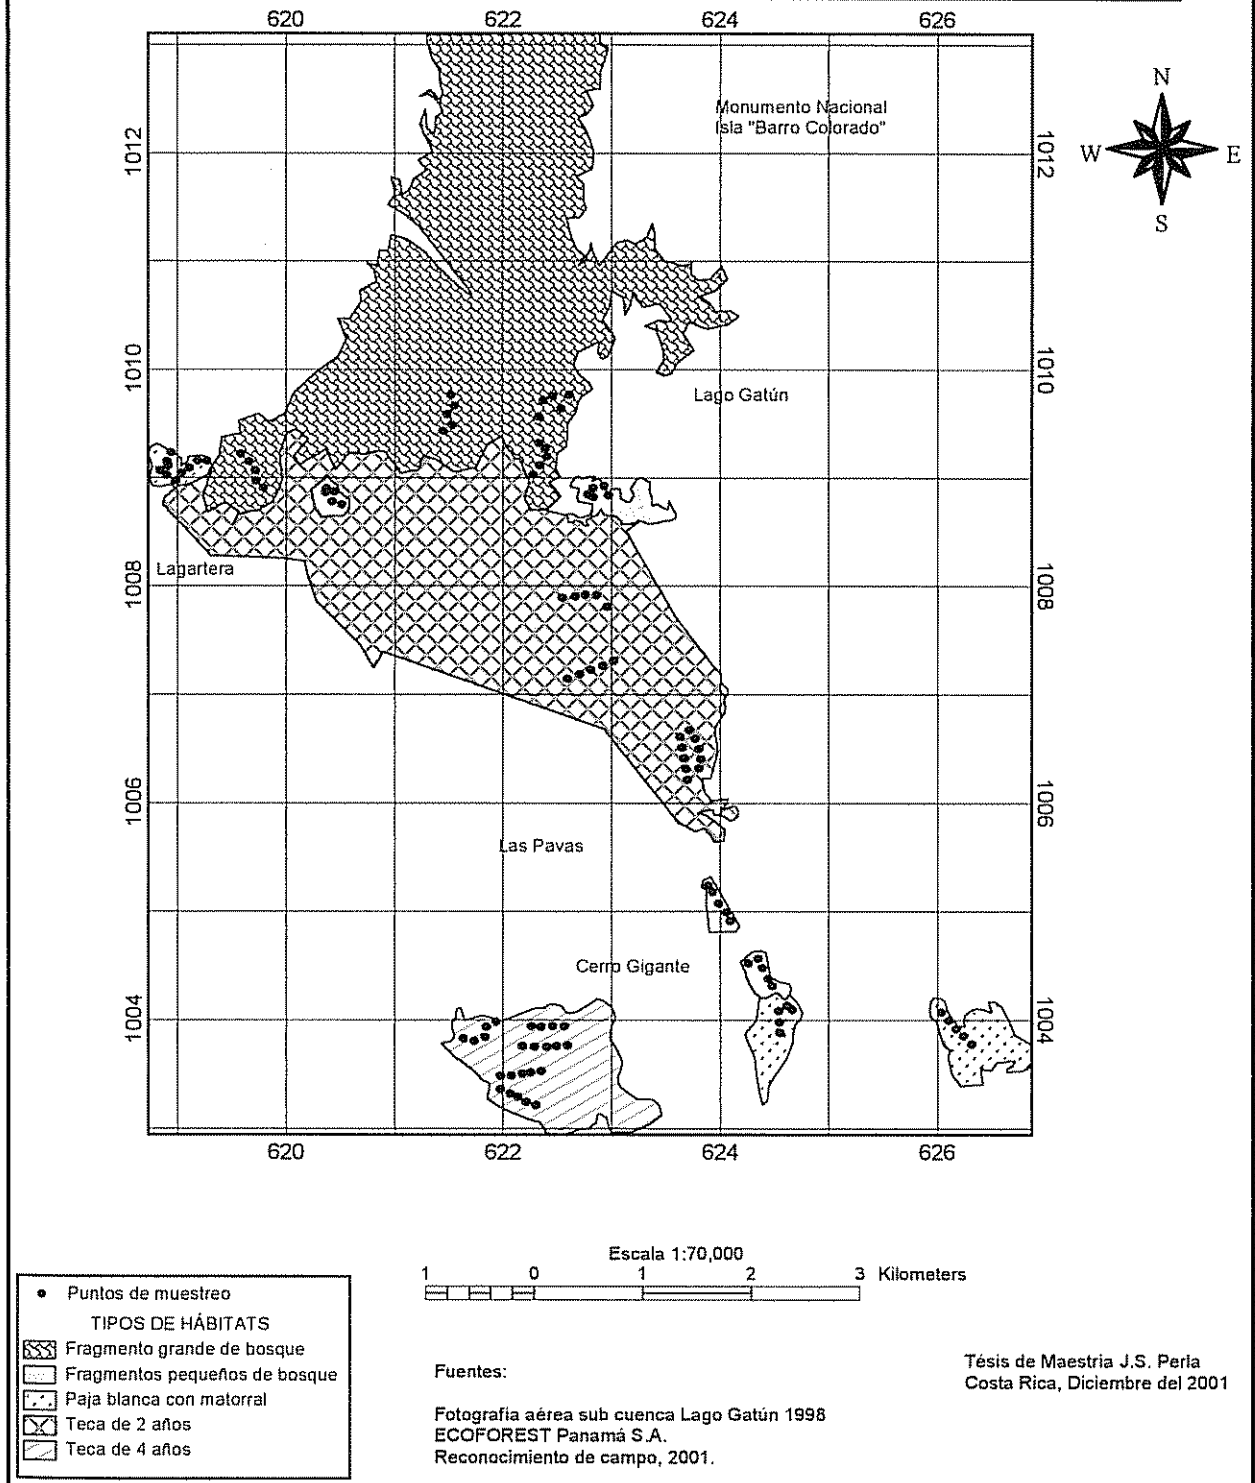 620 622 624 626
Monumento Nacional
Isla "Barro Colorado"
N
W E
S
1012 1012
1010 1010
Lago Gatún
Lagartera
1008 1008
1006 1006
Las Pavas
Cerro Gigante
1004 1004
620 622 624 626
Escala 1:70,000
1 0 1 2 3 Kilometers
Puntos de muestreo
TIPOS DE HÁBITATS
Fragmento grande de bosque
Fragmentos pequeños de bosque
Paja blanca con matorral
Teca de 2 años
Teca de 4 años
Fuentes:
Fotografia aérea sub cuenca Lago Gatún 1998
ECOFOREST Panamá S.A.
Reconocimiento de campo, 2001.
Tésis de Maestria J.S. Perla
Costa Rica, Diciembre del 2001